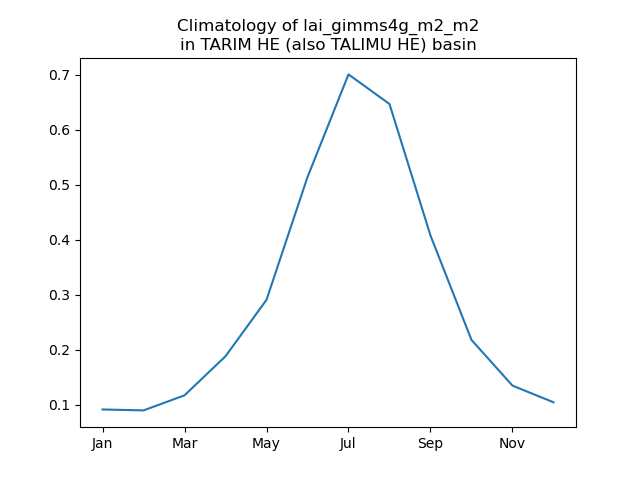 Climatology of lai_gimms4g_m2_m2
in TARIM HE (also TALIMU HE) basin
0.7
0.6
0.5
0.4
0.3
0.2
0.1
Jan Mar May Jul Sep Nov